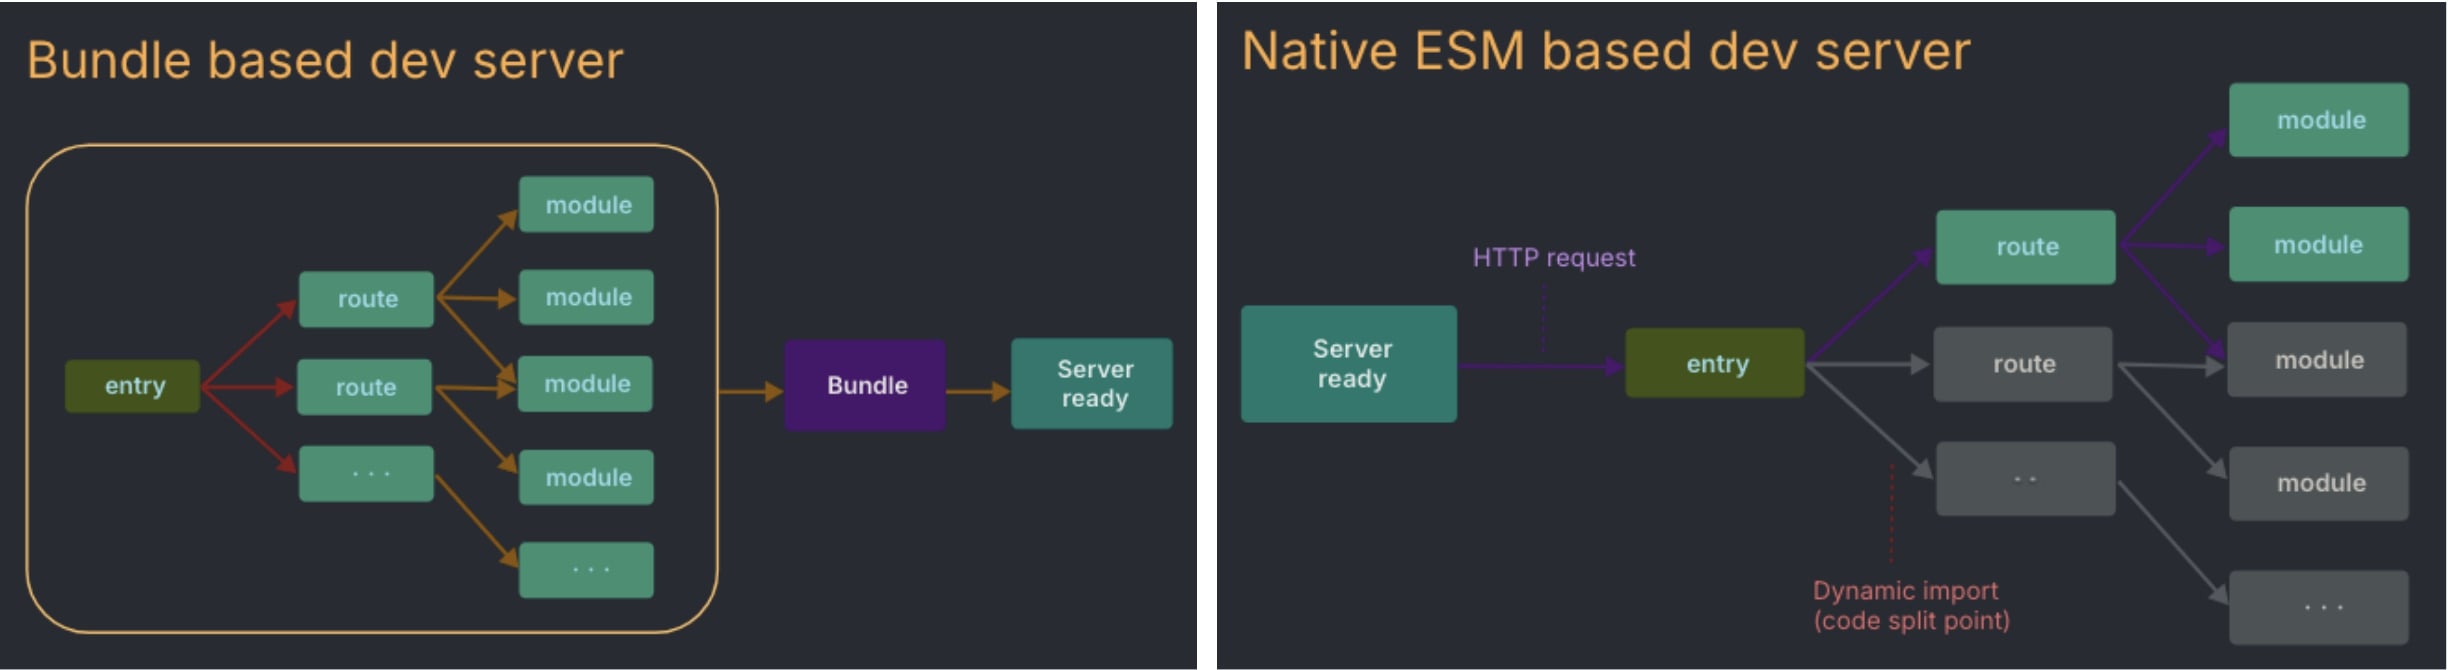 Bundle based dev server
module
module
route
module
entry
route
module
· · ·
· · ·
Bundle
Server
ready
Native ESM based dev server
module
module
route
HTTP request
Server
ready
entry
route
module
module
· ·
Dynamic import
(code split point)
· · ·